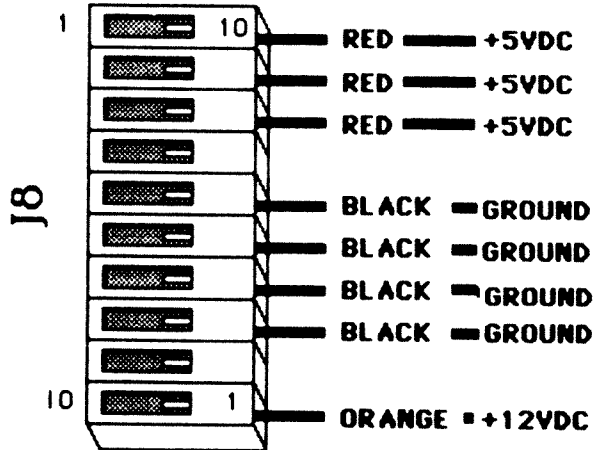 1 10 RED +5VDC
RED +5VDC
RED +5VDC
J8
BLACK GROUND
BLACK GROUND
BLACK GROUND
BLACK GROUND
10 1 ORANGE +12VDC